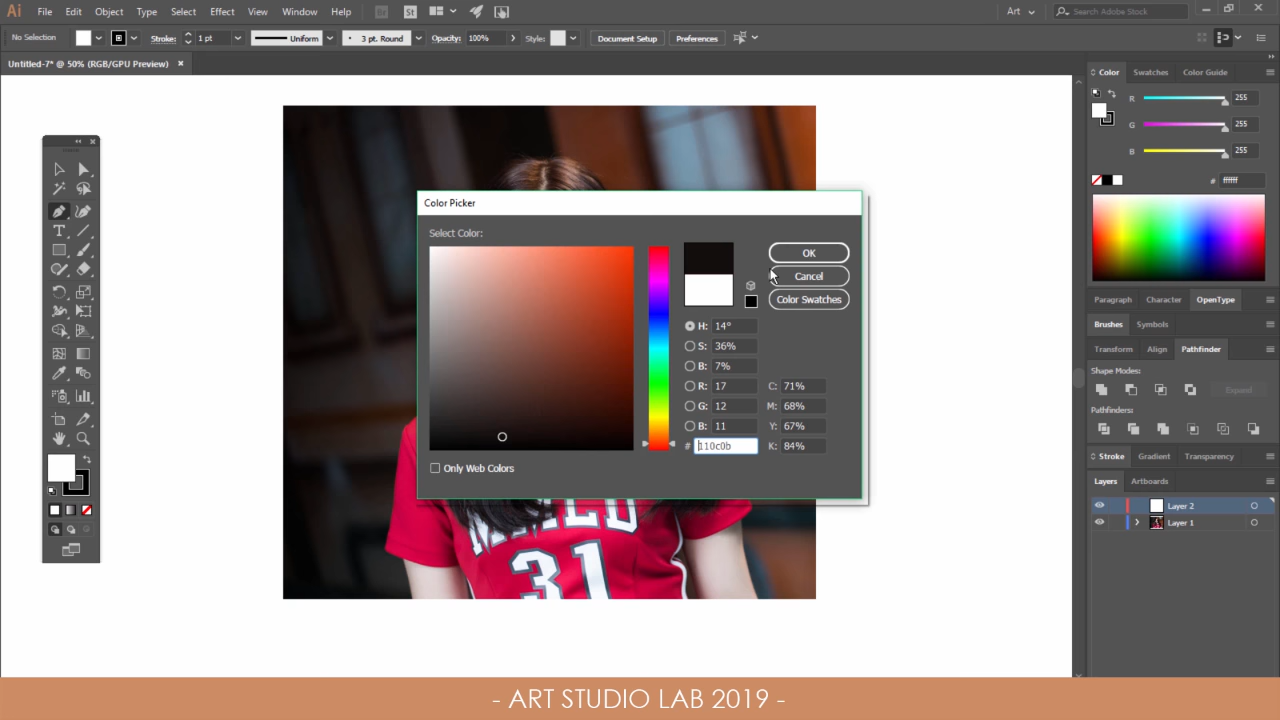 Ai File Edit Object Type Select Effect View Window Help Br St Art Search Adobe Stock
No Selection Stroke: 1 pt Uniform 3 pt. Round Opacity: 100% Style: Document Setup Preferences
Untitled-7* @ 50% (RGB/GPU Preview)
Color Swatches Color Guide
R 255
G 255
B 255
# ffffff
Paragraph Character OpenType
Brushes Symbols
Transform Align Pathfinder
Shape Modes:
Expand
Pathfinders:
Stroke Gradient Transparency
Layers Artboards
Layer 2
Layer 1
Color Picker
Select Color:
OK
Cancel
Color Swatches
H: 14°
S: 36%
B: 7%
R: 17 C: 71%
G: 12 M: 68%
B: 11 Y: 67%
# 110c0b K: 84%
Only Web Colors
31
- ART STUDIO LAB 2019 -